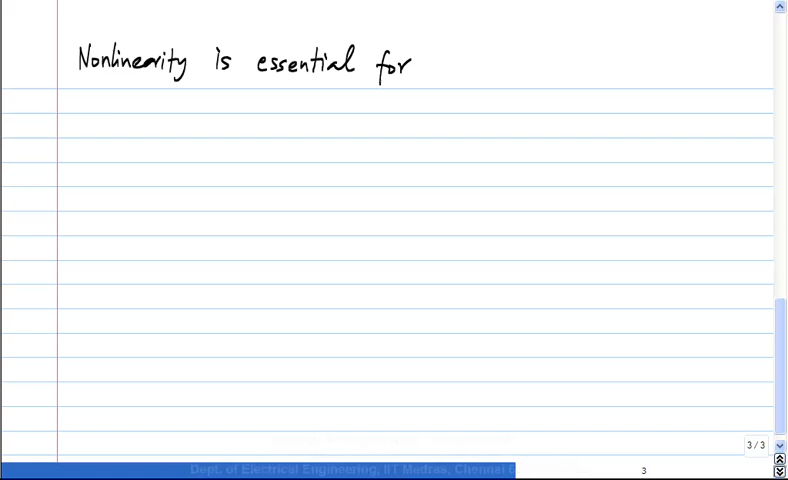 Nonlinearity is essential for
3 / 3
Dept. of Electrical Engineering, IIT Madras, Chennai
3